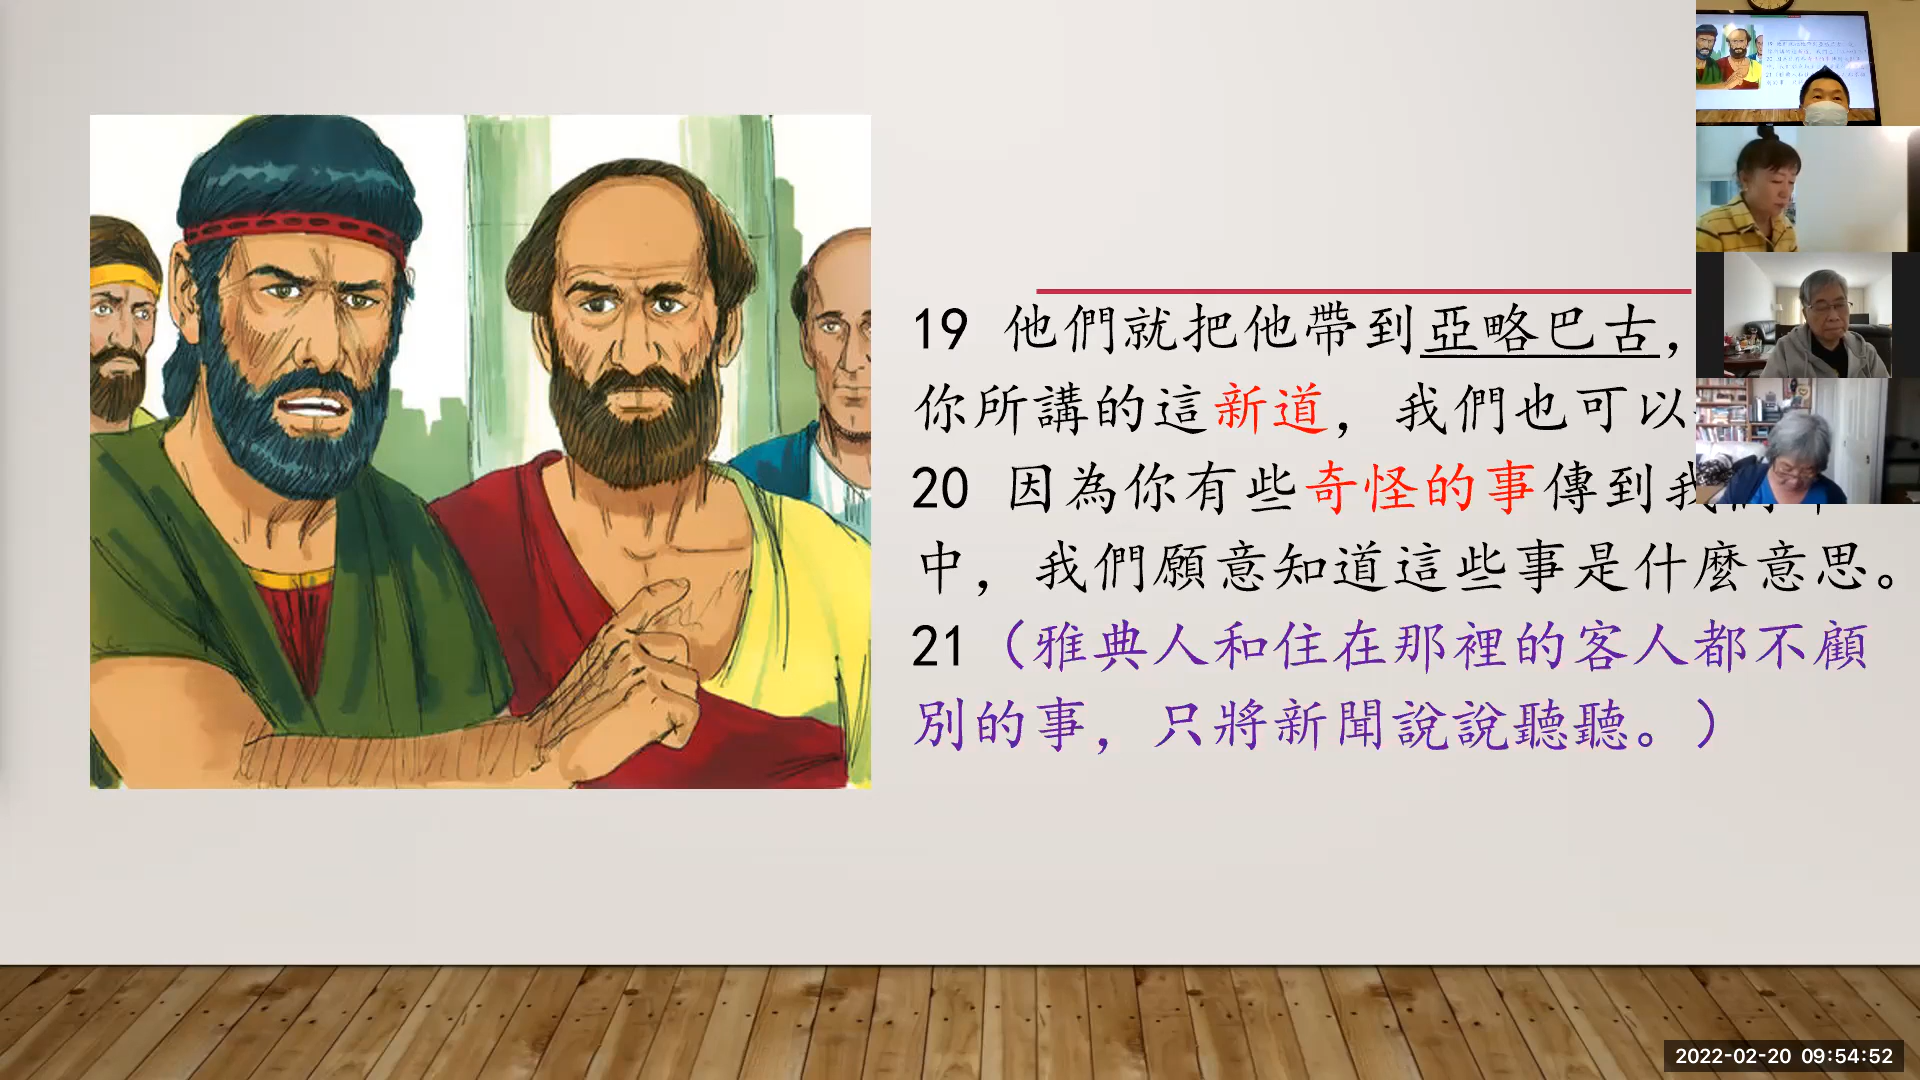 19 他們就把他帶到亞略巴古，
你所講的這新道，我們也可以
20 因為你有些奇怪的事傳到我
中，我們願意知道這些事是什麼意思。
21（雅典人和住在那裡的客人都不顧
別的事，只將新聞說說聽聽。）
2022-02-20 09:54:52